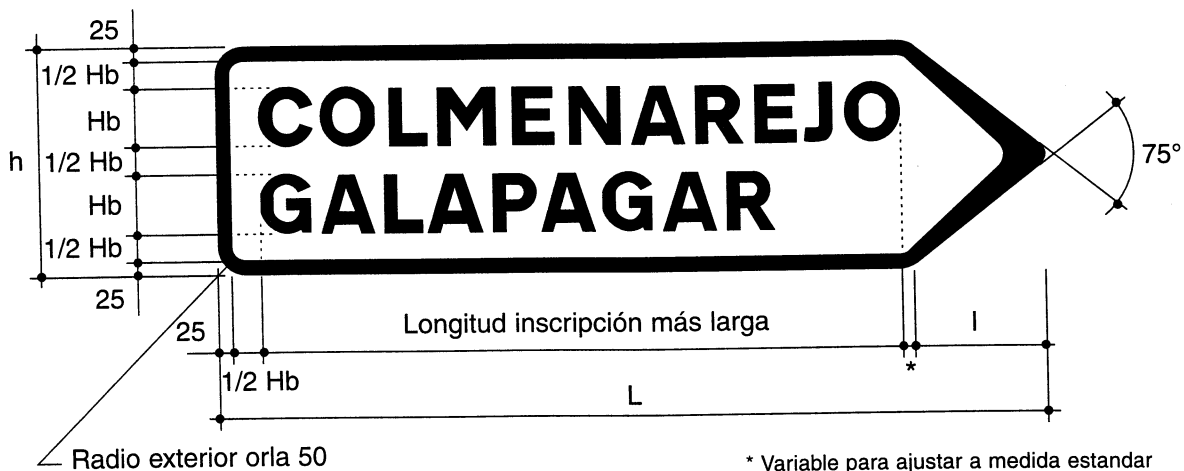 25
1/2 Hb
Hb
h 1/2 Hb
Hb
1/2 Hb
25
COLMENAREJO
GALAPAGAR
75°
25
Longitud inscripción más larga
l
*
1/2 Hb
L
Radio exterior orla 50
* Variable para ajustar a medida estandar